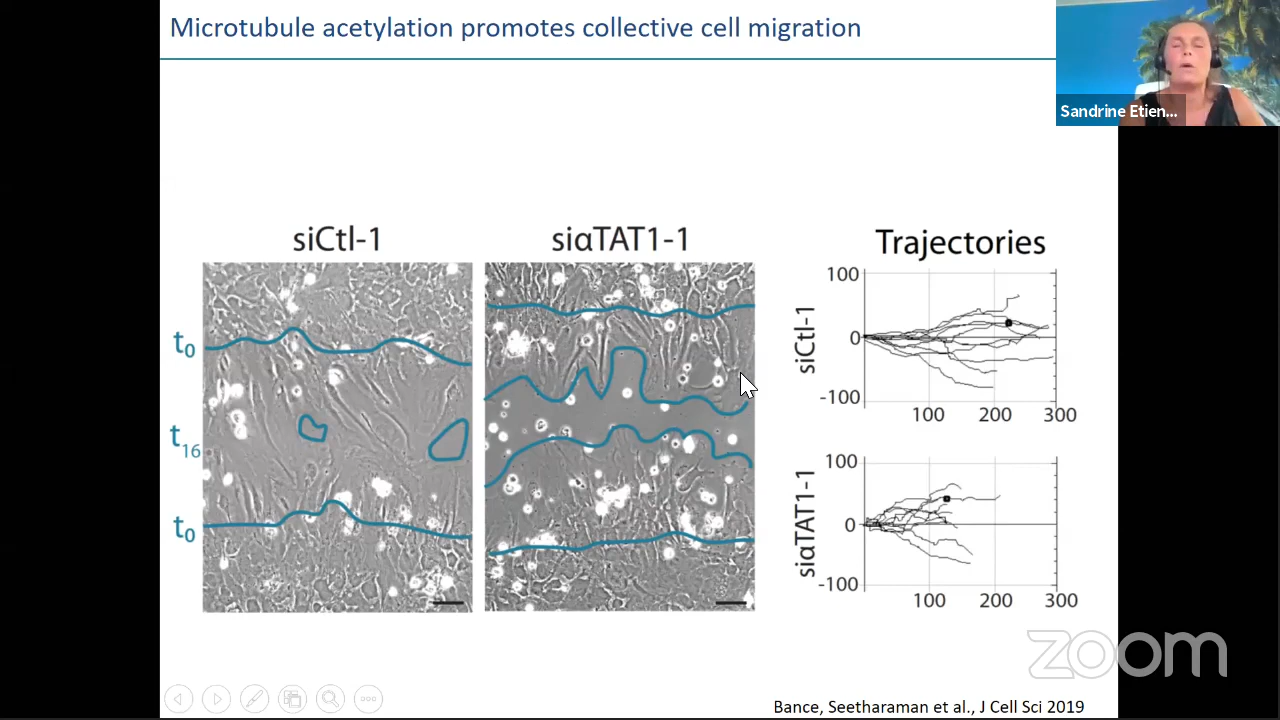 Microtubule acetylation promotes collective cell migration
Sandrine Etien...
siCtl-1
siαTAT1-1
Trajectories
t0
t16
t0
siCtl-1
100
0
-100
100
200
300
siαTAT1-1
100
0
-100
100
200
300
zoom
Bance, Seetharaman et al., J Cell Sci 2019